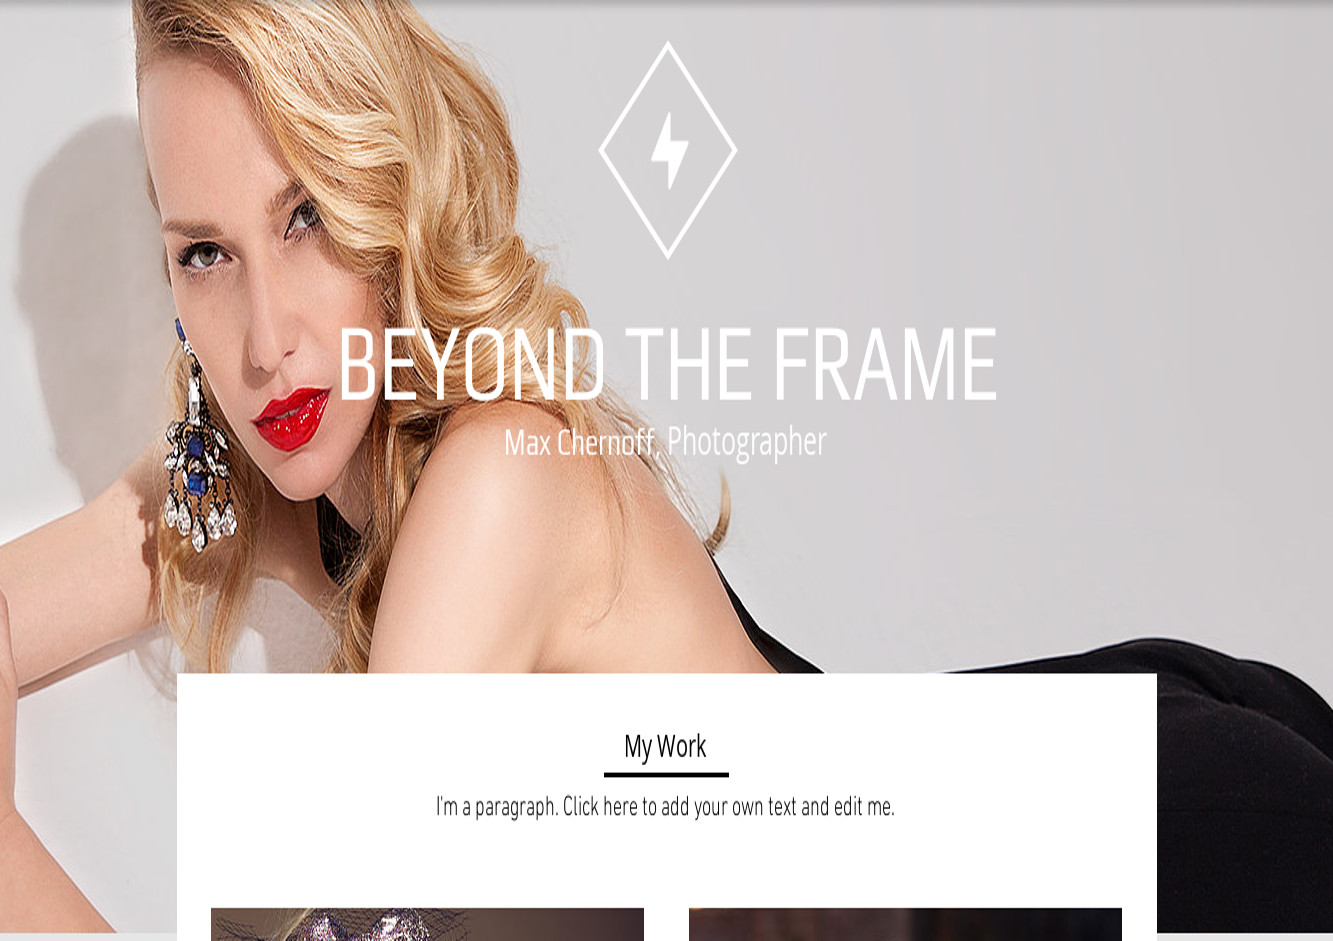 BEYOND THE FRAME
Max Chernoff, Photographer
My Work
I'm a paragraph. Click here to add your own text and edit me.